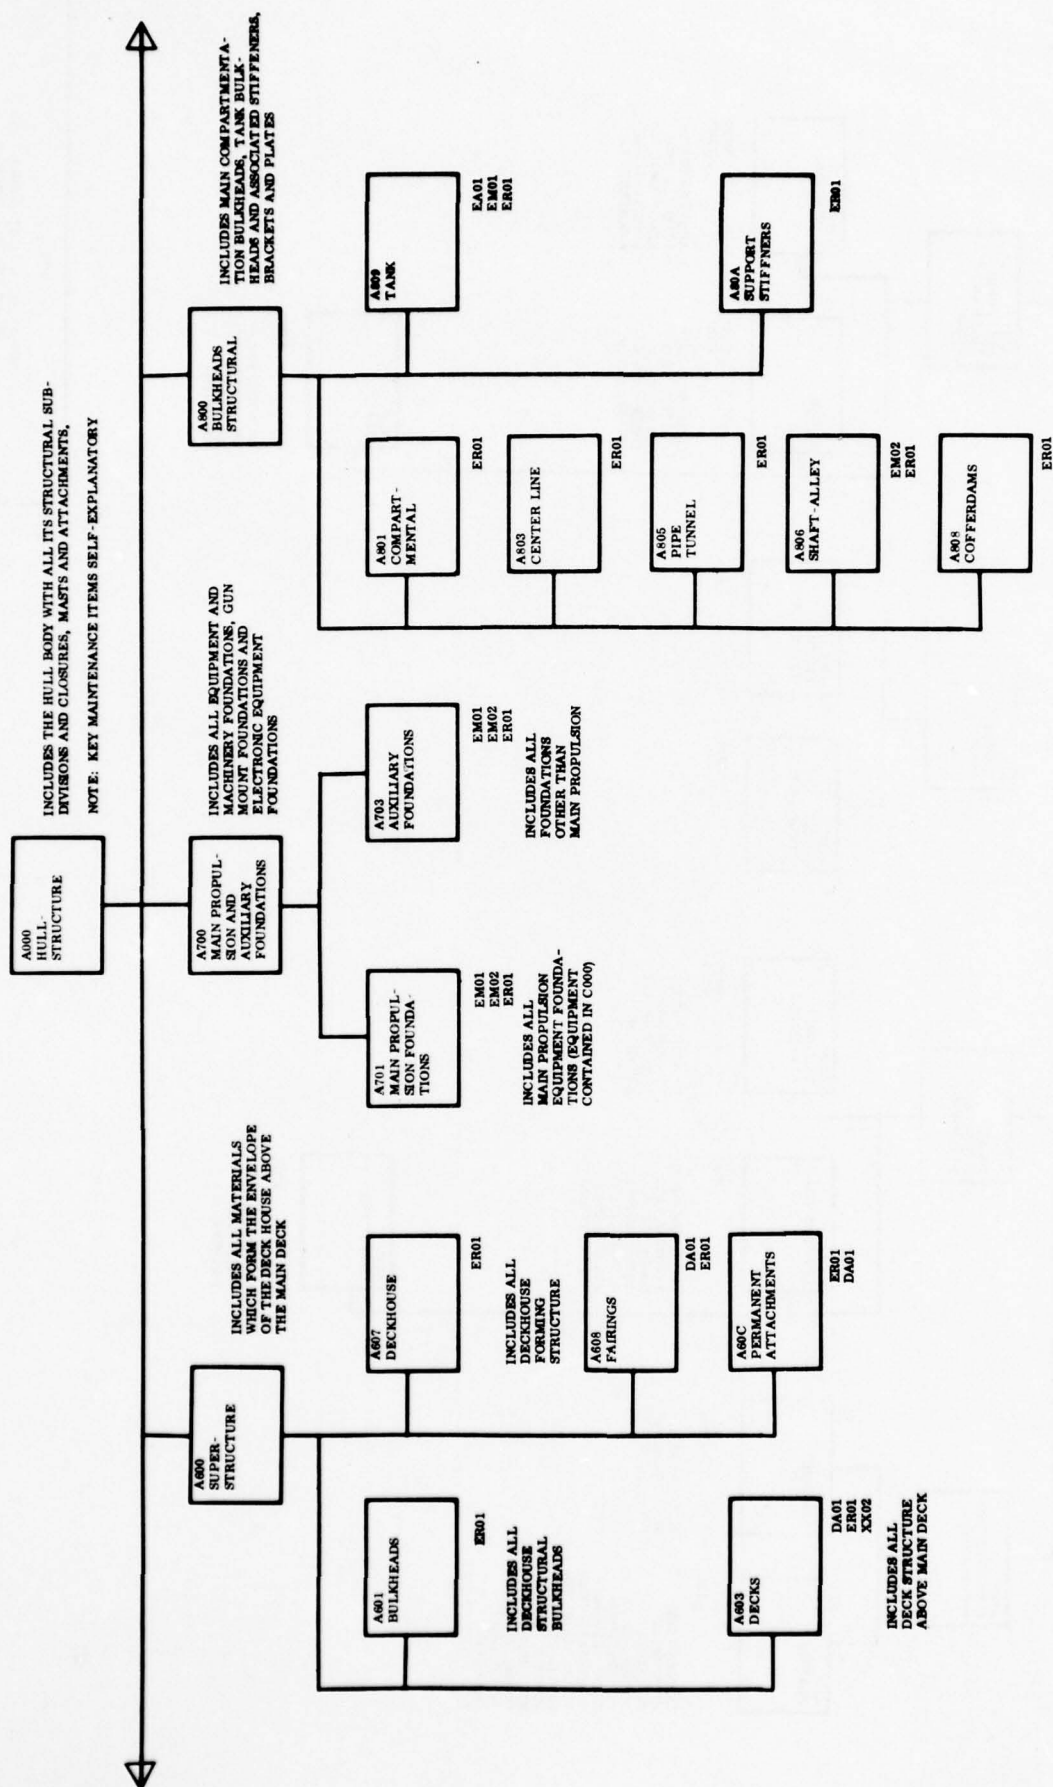 A000
HULL-
STRUCTURE
INCLUDES THE HULL BODY WITH ALL ITS STRUCTURAL SUB-
DIVISIONS AND CLOSURES, MASTS AND ATTACHMENTS,
NOTE: KEY MAINTENANCE ITEMS SELF-EXPLANATORY
A600
SUPER-
STRUCTURE
INCLUDES ALL MATERIALS
WHICH FORM THE ENVELOPE
OF THE DECK HOUSE ABOVE
THE MAIN DECK
A601
BULKHEADS
ER01
INCLUDES ALL
DECKHOUSE
STRUCTURAL
BULKHEADS
A603
DECKS
DA01
ER01
XX02
INCLUDES ALL
DECK STRUCTURE
ABOVE MAIN DECK
A607
DECKHOUSE
ER01
INCLUDES ALL
DECKHOUSE
FORMING
STRUCTURE
A608
FAIRINGS
DA01
ER01
A60C
PERMANENT
ATTACHMENTS
ER01
DA01
A700
MAIN PROPUL-
SION AND
AUXILIARY
FOUNDATIONS
INCLUDES ALL EQUIPMENT AND
MACHINERY FOUNDATIONS, GUN
MOUNT FOUNDATIONS AND
ELECTRONIC EQUIPMENT
FOUNDATIONS
A701
MAIN PROPUL-
SION FOUNDA-
TIONS
EM01
EM02
ER01
INCLUDES ALL
MAIN PROPULSION
EQUIPMENT FOUNDA-
TIONS (EQUIPMENT
CONTAINED IN C000)
A703
AUXILIARY
FOUNDATIONS
EM01
EM02
ER01
INCLUDES ALL
FOUNDATIONS
OTHER THAN
MAIN PROPULSION
A800
BULKHEADS
STRUCTURAL
INCLUDES MAIN COMPARTMENTA-
TION BULKHEADS, TANK BULK-
HEADS AND ASSOCIATED STIFFENERS,
BRACKETS AND PLATES
A801
COMPART-
MENTAL
ER01
A803
CENTER LINE
ER01
A805
PIPE
TUNNEL
ER01
A806
SHAFT-ALLEY
EM02
ER01
A808
COFFERDAMS
ER01
A809
TANK
EA01
EM01
ER01
A80A
SUPPORT
STIFFNERS
ER01